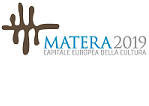 MATERA 2019
CAPITALE EUROPEA DELLA CULTURA